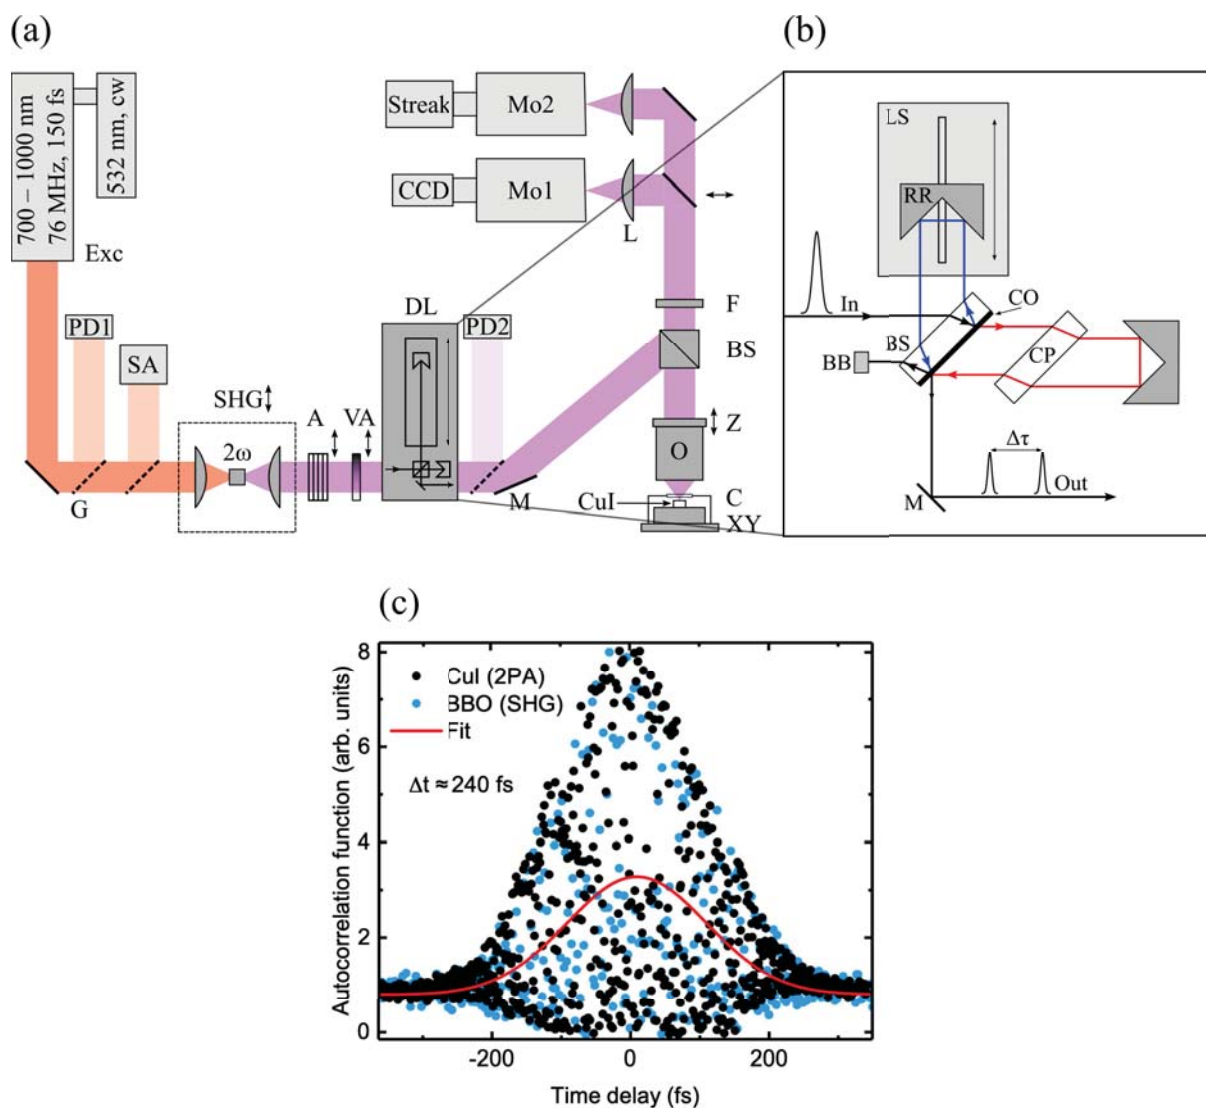 (a)
700 – 1000 nm
76 MHz, 150 fs
532 nm, cw
Exc
PD1
SA
G
SHG
2ω
A
VA
DL
PD2
M
Streak
Mo2
CCD
Mo1
L
F
BS
Z
O
C
CuI
XY
(b)
LS
RR
In
CO
BS
BB
CP
Δτ
Out
M
(c)
Autocorrelation function (arb. units)
8
6
4
2
0
CuI (2PA)
BBO (SHG)
Fit
Δt ≈ 240 fs
-200
0
200
Time delay (fs)